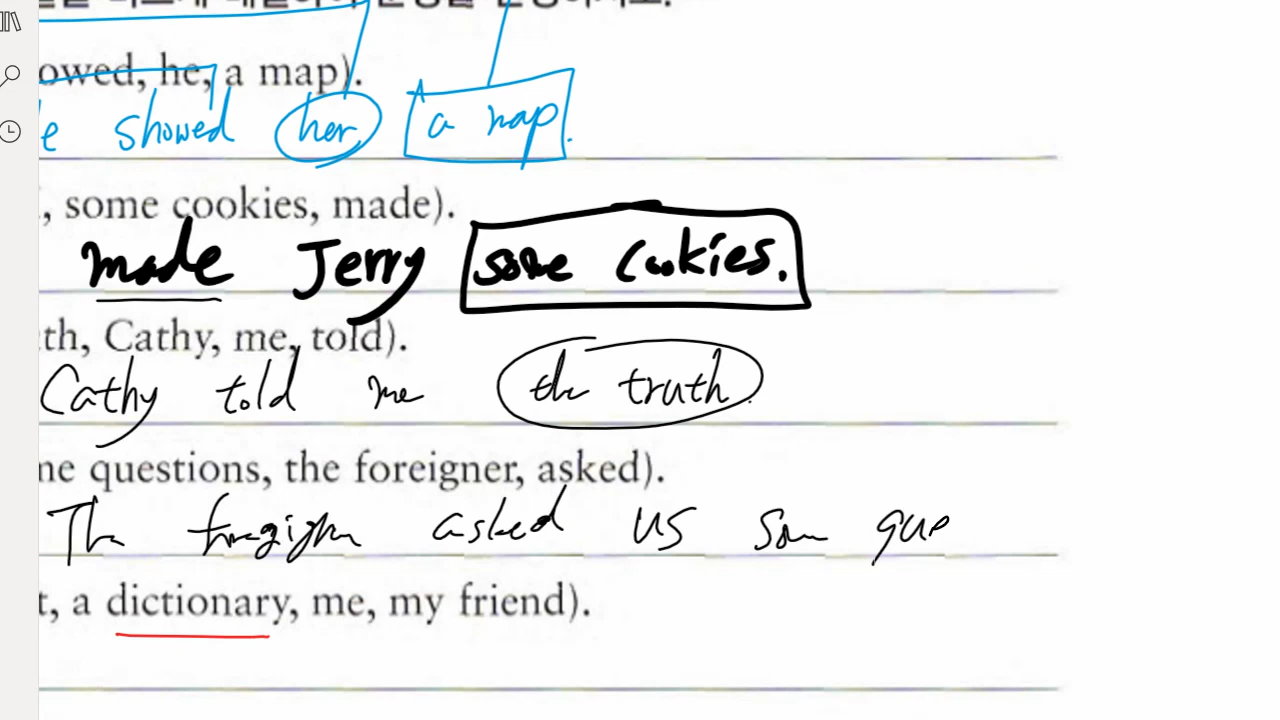 owed, he, a map).
e showed her a map.
, some cookies, made).
made Jerry some cookies.
th, Cathy, me, told).
Cathy told me the truth.
ne questions, the foreigner, asked).
The foreigner asked us some que
t, a dictionary, me, my friend).